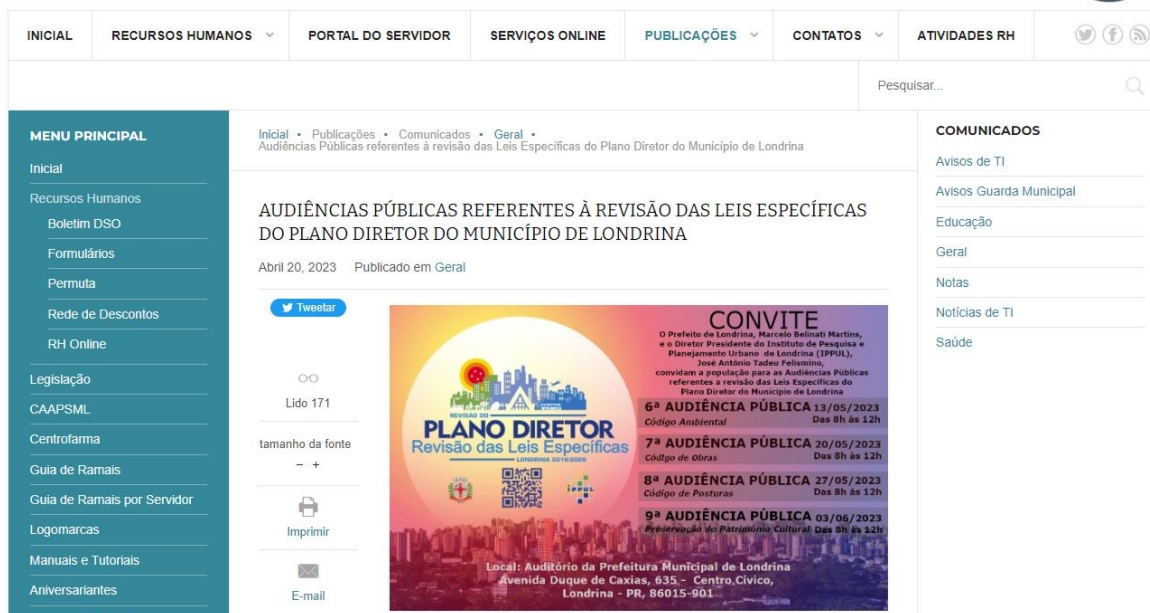 INICIAL
RECURSOS HUMANOS
PORTAL DO SERVIDOR
SERVIÇOS ONLINE
PUBLICAÇÕES
CONTATOS
ATIVIDADES RH
Pesquisar...
MENU PRINCIPAL
Inicial
Recursos Humanos
Boletim DSO
Formulários
Permuta
Rede de Descontos
RH Online
Legislação
CAAPSML
Centrofarma
Guia de Ramais
Guia de Ramais por Servidor
Logomarcas
Manuais e Tutoriais
Aniversariantes
Inicial • Publicações • Comunicados • Geral •
Audiências Públicas referentes à revisão das Leis Específicas do Plano Diretor do Município de Londrina
AUDIÊNCIAS PÚBLICAS REFERENTES À REVISÃO DAS LEIS ESPECÍFICAS
DO PLANO DIRETOR DO MUNICÍPIO DE LONDRINA
Abril 20, 2023 Publicado em Geral
Tweetar
Lido 171
tamanho da fonte
– +
Imprimir
E-mail
REVISÃO DO
PLANO DIRETOR
Revisão das Leis Específicas
LONDRINA 2018•2028
IPPUL
CONVITE
O Prefeito de Londrina, Marcelo Belinati Martins,
e o Diretor Presidente do Instituto de Pesquisa e
Planejamento Urbano de Londrina (IPPUL),
José Antônio Tadeu Felismino,
convidam a população para as Audiências Públicas
referentes a revisão das Leis Específicas do
Plano Diretor do Município de Londrina
6ª AUDIÊNCIA PÚBLICA 13/05/2023
Código Ambiental Das 8h às 12h
7ª AUDIÊNCIA PÚBLICA 20/05/2023
Código de Obras Das 8h às 12h
8ª AUDIÊNCIA PÚBLICA 27/05/2023
Código de Posturas Das 8h às 12h
9ª AUDIÊNCIA PÚBLICA 03/06/2023
Preservação do Patrimônio Cultural Das 8h às 12h
Local: Auditório da Prefeitura Municipal de Londrina
Avenida Duque de Caxias, 635 - Centro Cívico,
Londrina - PR, 86015-901
COMUNICADOS
Avisos de TI
Avisos Guarda Municipal
Educação
Geral
Notas
Notícias de TI
Saúde